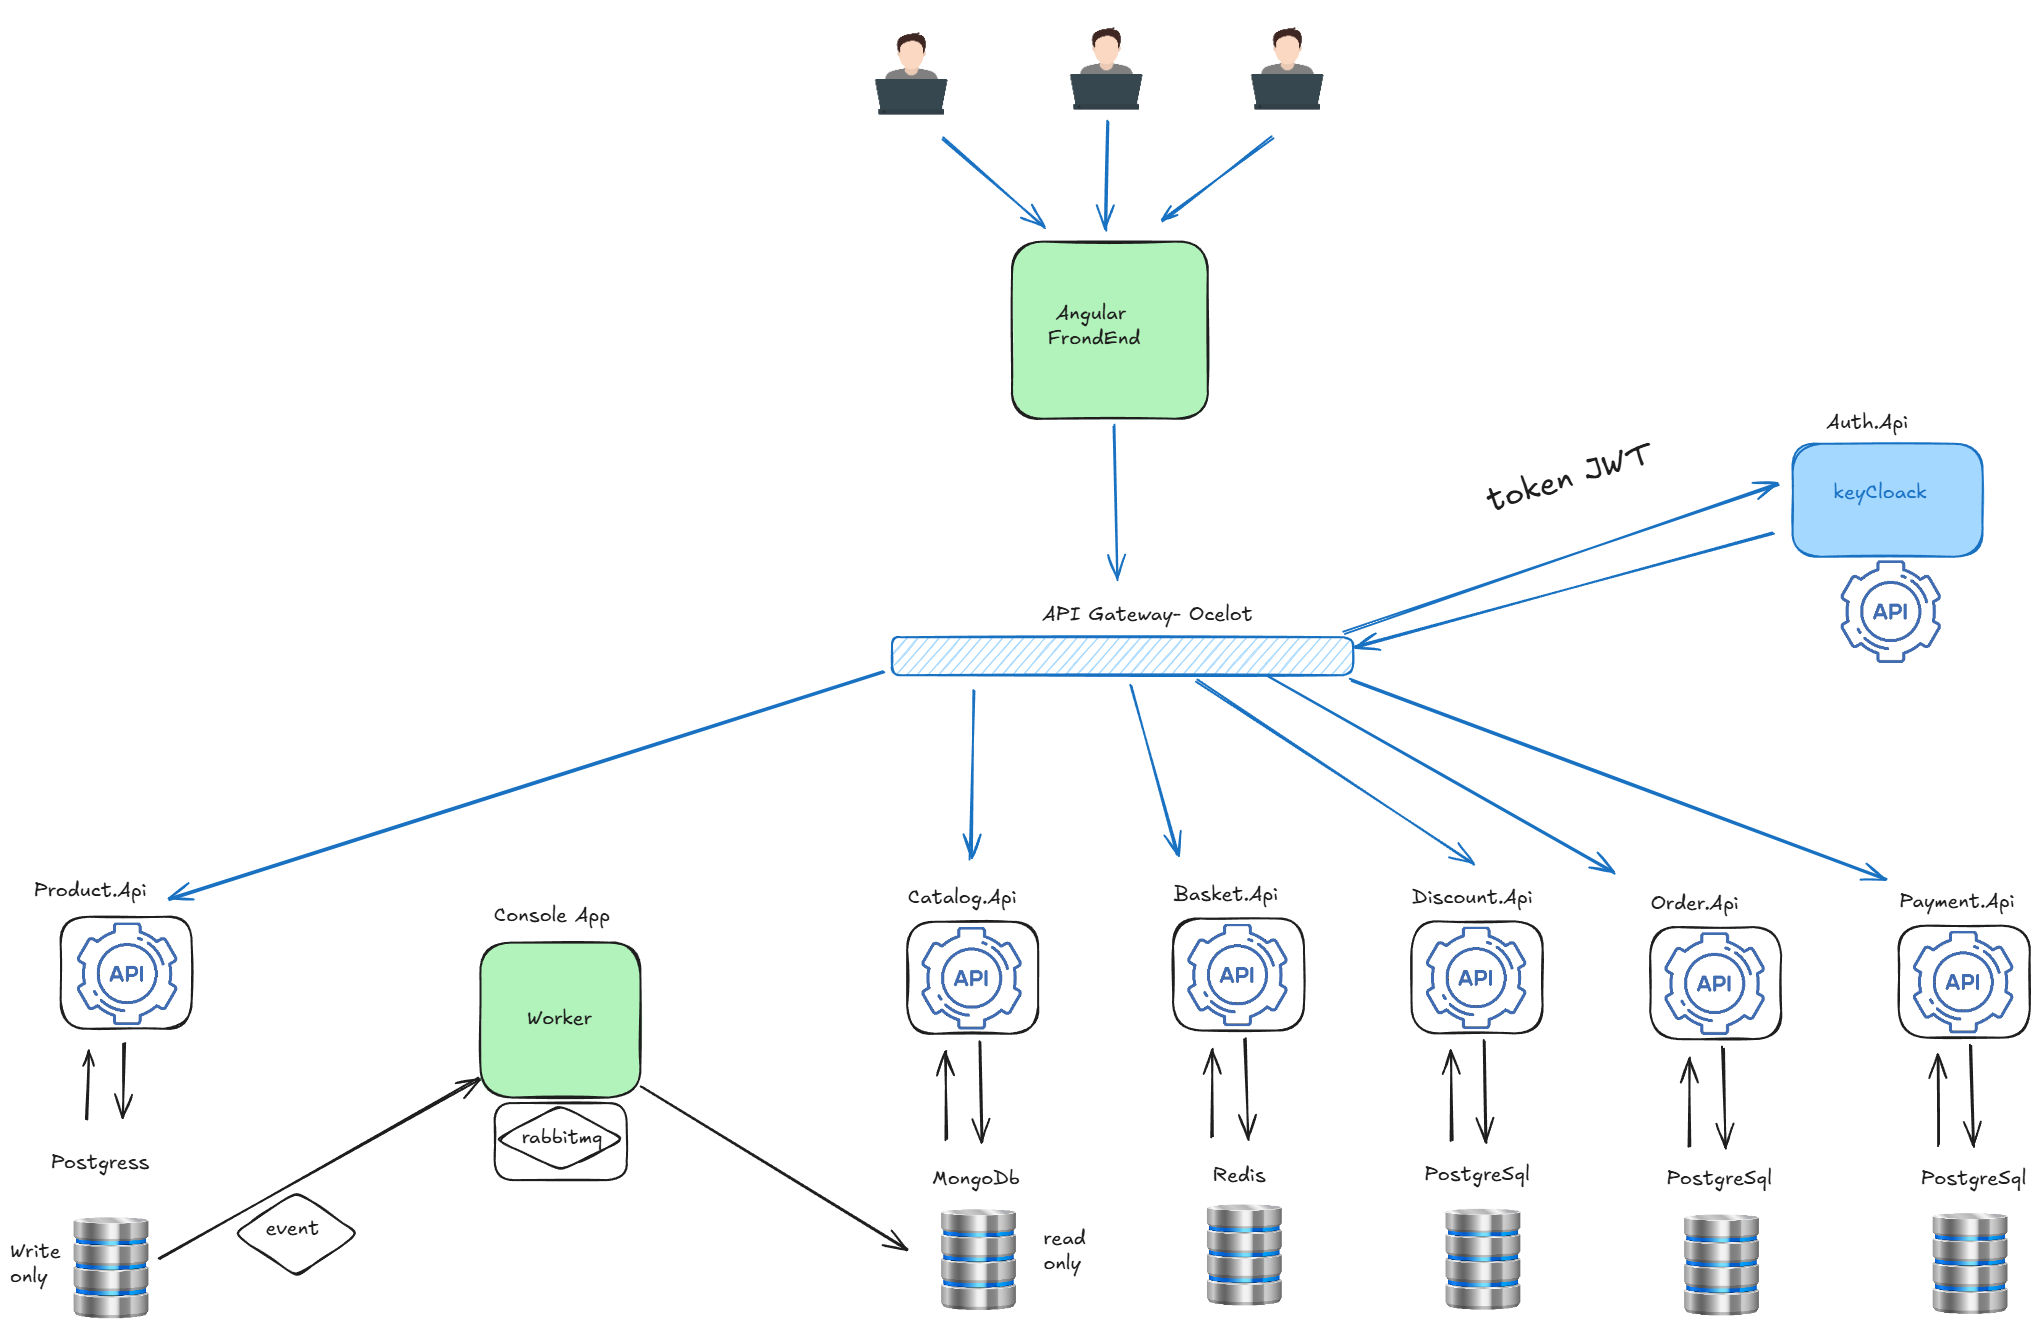 Angular
FrondEnd
Auth.Api
token JWT
keyCloack
API
API Gateway- Ocelot
Product.Api
Console App
Catalog.Api
Basket.Api
Discount.Api
Order.Api
Payment.Api
API
Worker
API
API
API
API
API
rabbitmq
Postgress
MongoDb
Redis
PostgreSql
PostgreSql
PostgreSql
event
Write
only
read
only